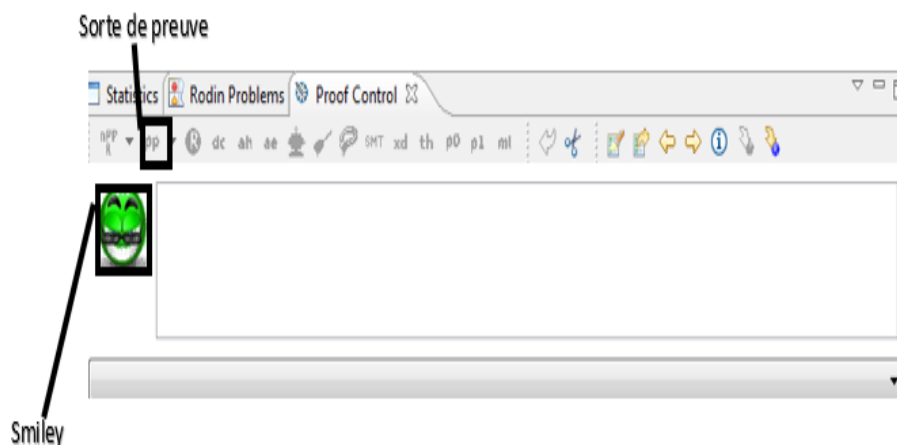 Sorte de preuve
Statistics Rodin Problems Proof Control
nPP R pp R dc ah ae SMT xd th p0 p1 ml i
Smiley